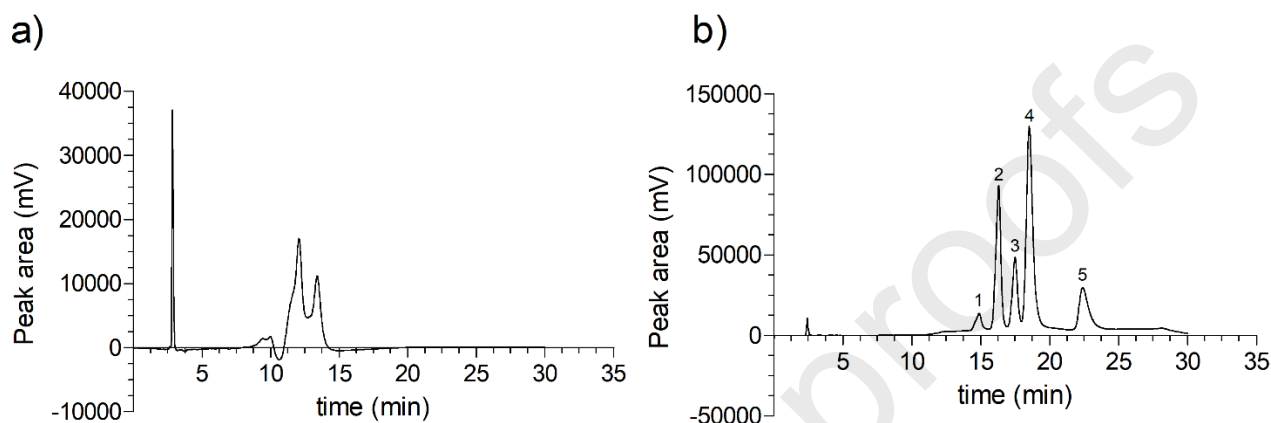 a)
40000
30000
20000
10000
0
-10000
Peak area (mV)
5 10 15 20 25 30 35
time (min)
b)
150000
100000
50000
0
-50000
Peak area (mV)
1
2
3
4
5
5 10 15 20 25 30 35
time (min)
proofs